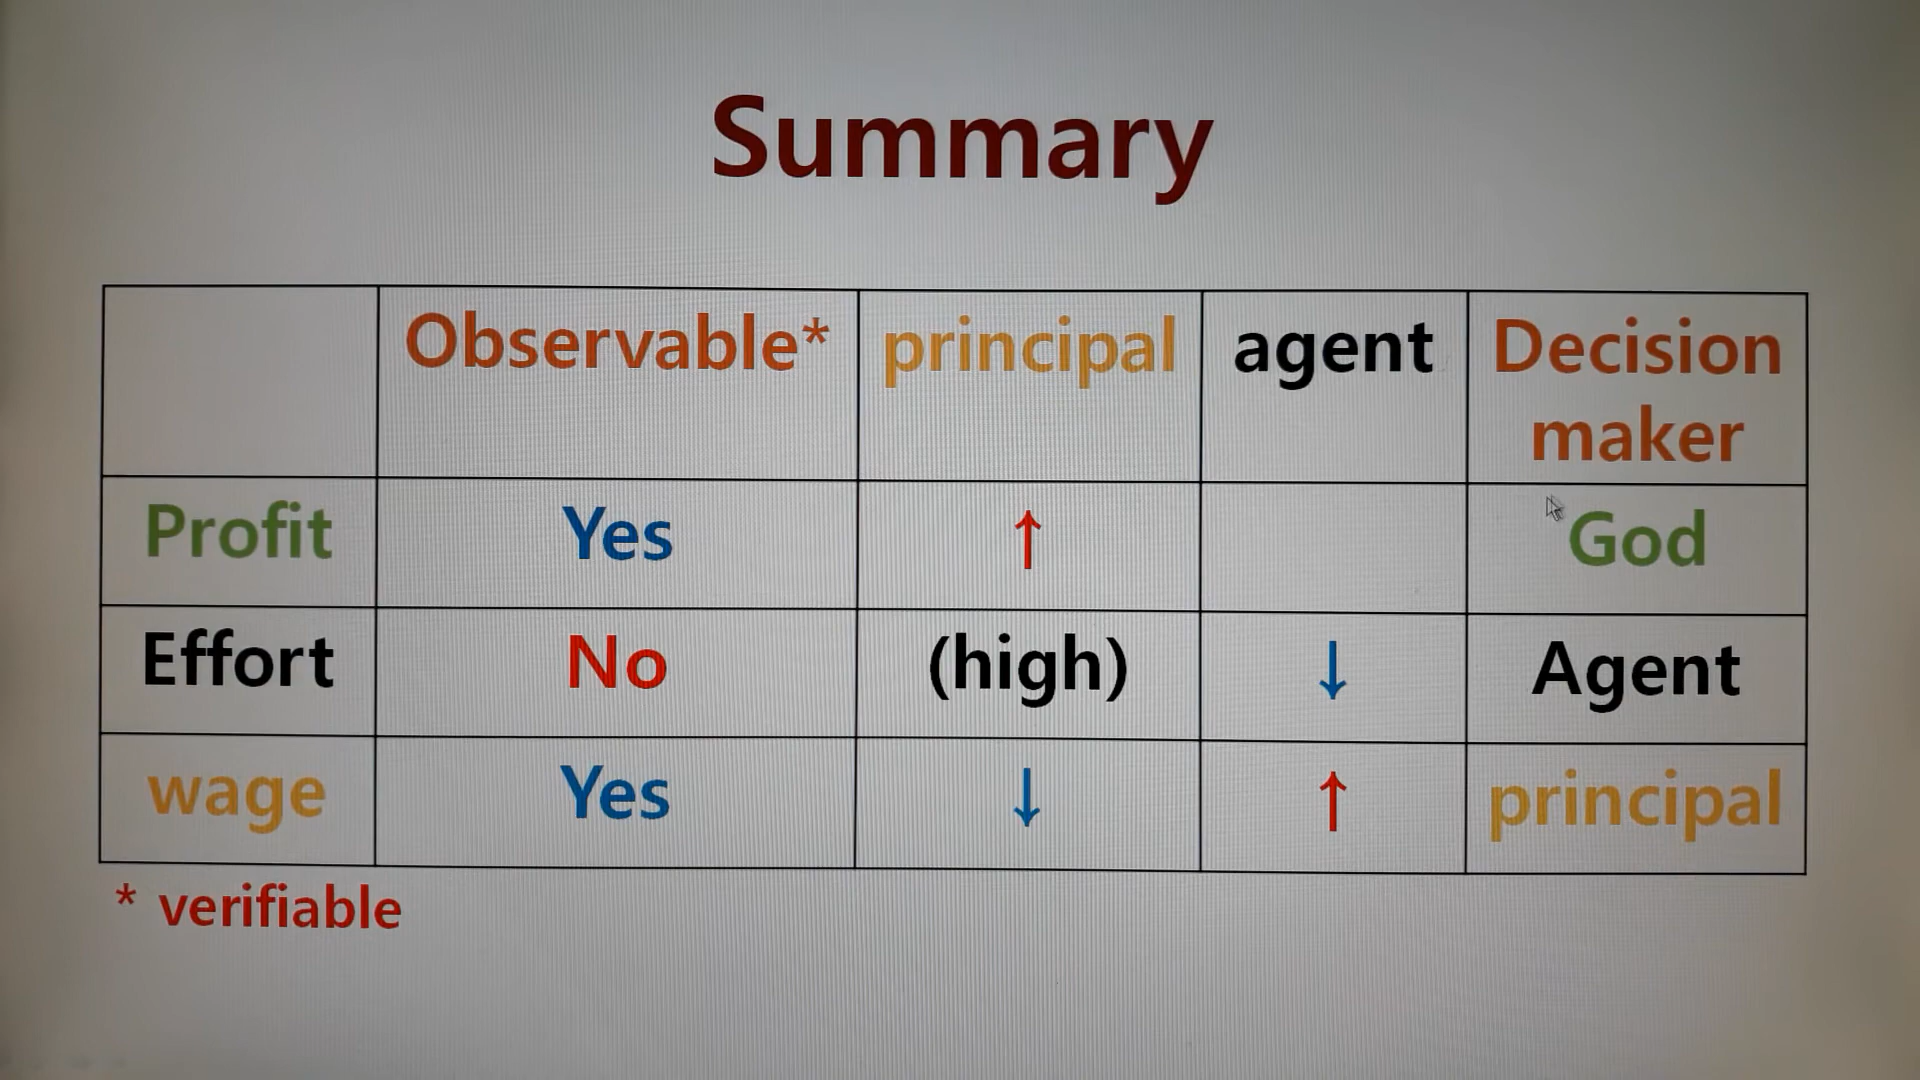 Summary
Observable* principal agent Decision maker
Profit Yes ↑ God
Effort No (high) ↓ Agent
wage Yes ↓ ↑ principal
* verifiable